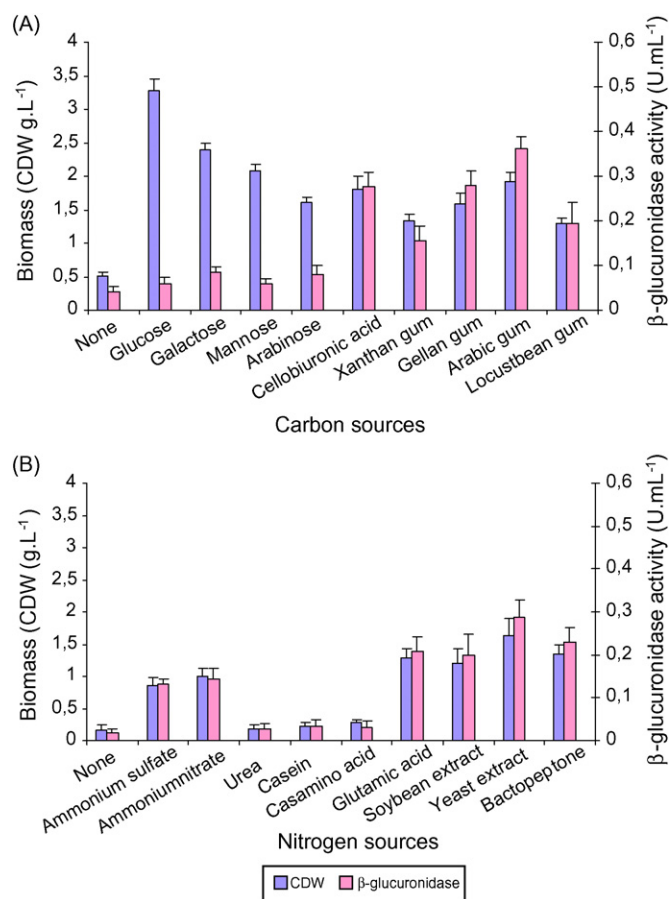 (A)
Biomass (CDW g.L-1)
4
3,5
3
2,5
2
1,5
1
0,5
0
0,6
0,5
0,4
0,3
0,2
0,1
0
β-glucuronidase activity (U.mL-1)
None
Glucose
Galactose
Mannose
Arabinose
Cellobiuronic acid
Xanthan gum
Gellan gum
Arabic gum
Locustbean gum
Carbon sources
(B)
Biomass (CDW (g.L-1)
4
3,5
3
2,5
2
1,5
1
0,5
0
0,6
0,5
0,4
0,3
0,2
0,1
0
β-glucuronidase activity (U.mL-1)
None
Ammonium sulfate
Ammoniumnitrate
Urea
Casein
Casamino acid
Glutamic acid
Soybean extract
Yeast extract
Bactopeptone
Nitrogen sources
CDW β-glucuronidase